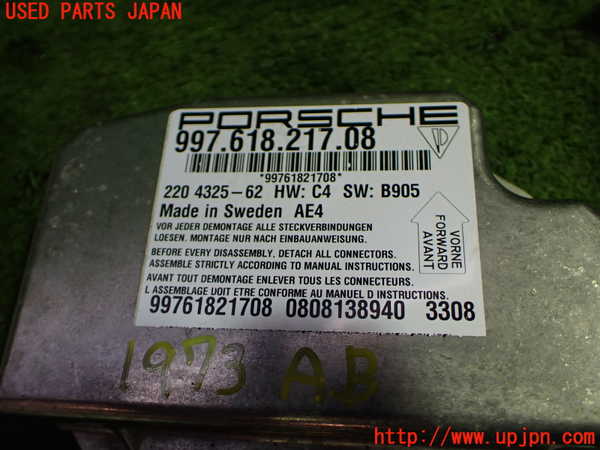 USED PARTS JAPAN
PORSCHE
997.618.217.08
*99761821708*
220 4325-62 HW: C4 SW: B905
Made in Sweden AE4
VOR JEDER DEMONTAGE ALLE STECKVERBINDUNGEN
LOESEN. MONTAGE NUR NACH EINBAUANWEISUNG.
BEFORE EVERY DISASSEMBLY, DETACH ALL CONNECTORS.
ASSEMBLE STRICTLY ACCORDING TO MANUAL INSTRUCTIONS.
AVANT TOUT DEMONTAGE ENLEVER TOUS LES CONNECTEURS.
L ASSEMBLAGE DOIT ETRE CONFORME AU MANUEL D INSTRUCTIONS
VORNE
FORWARD
AVANT
99761821708 0808138940 3308
1973 AB
http://www.upjpn.com/